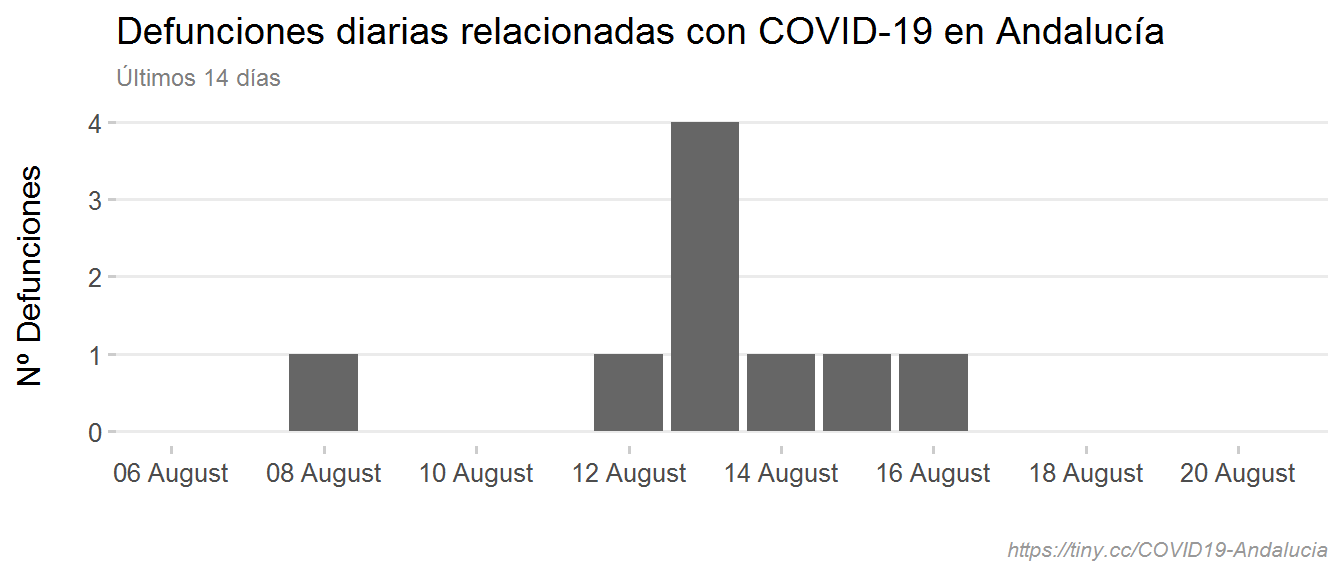 Defunciones diarias relacionadas con COVID-19 en Andalucía
Últimos 14 días
Nº Defunciones
4
3
2
1
0
06 August 08 August 10 August 12 August 14 August 16 August 18 August 20 August
https://tiny.cc/COVID19-Andalucia